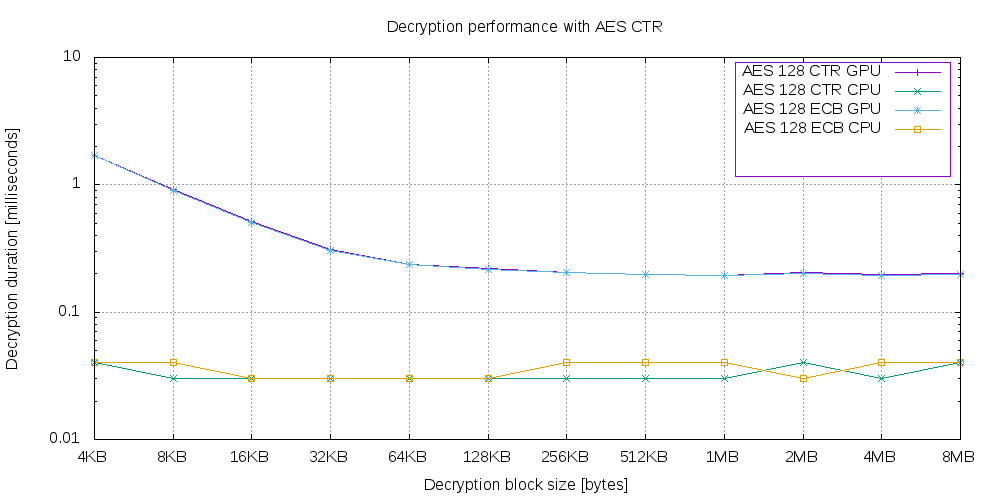 Decryption performance with AES CTR
10
1
0.1
0.01
Decryption duration [milliseconds]
AES 128 CTR GPU
AES 128 CTR CPU
AES 128 ECB GPU
AES 128 ECB CPU
4KB 8KB 16KB 32KB 64KB 128KB 256KB 512KB 1MB 2MB 4MB 8MB
Decryption block size [bytes]